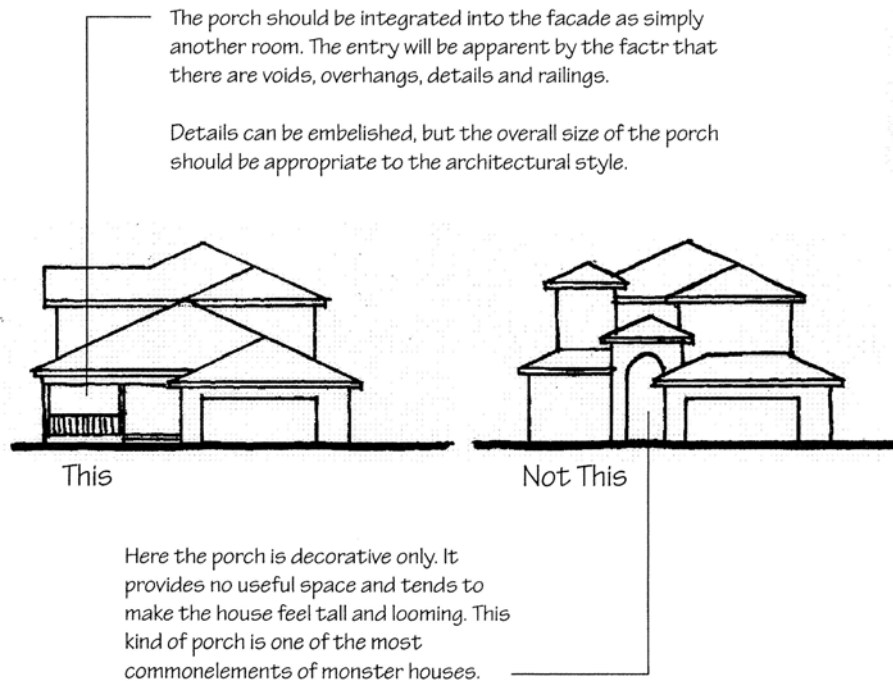 The porch should be integrated into the facade as simply
another room. The entry will be apparent by the factr that
there are voids, overhangs, details and railings.
Details can be embelished, but the overall size of the porch
should be appropriate to the architectural style.
This
Not This
Here the porch is decorative only. It
provides no useful space and tends to
make the house feel tall and looming. This
kind of porch is one of the most
commonelements of monster houses.